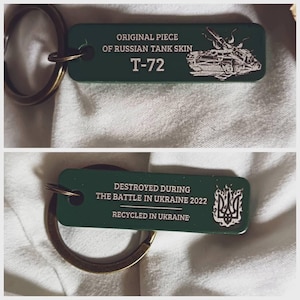 ORIGINAL PIECE
OF RUSSIAN TANK SKIN
T-72
DESTROYED DURING
THE BATTLE IN UKRAINE 2022
RECYCLED IN UKRAINE